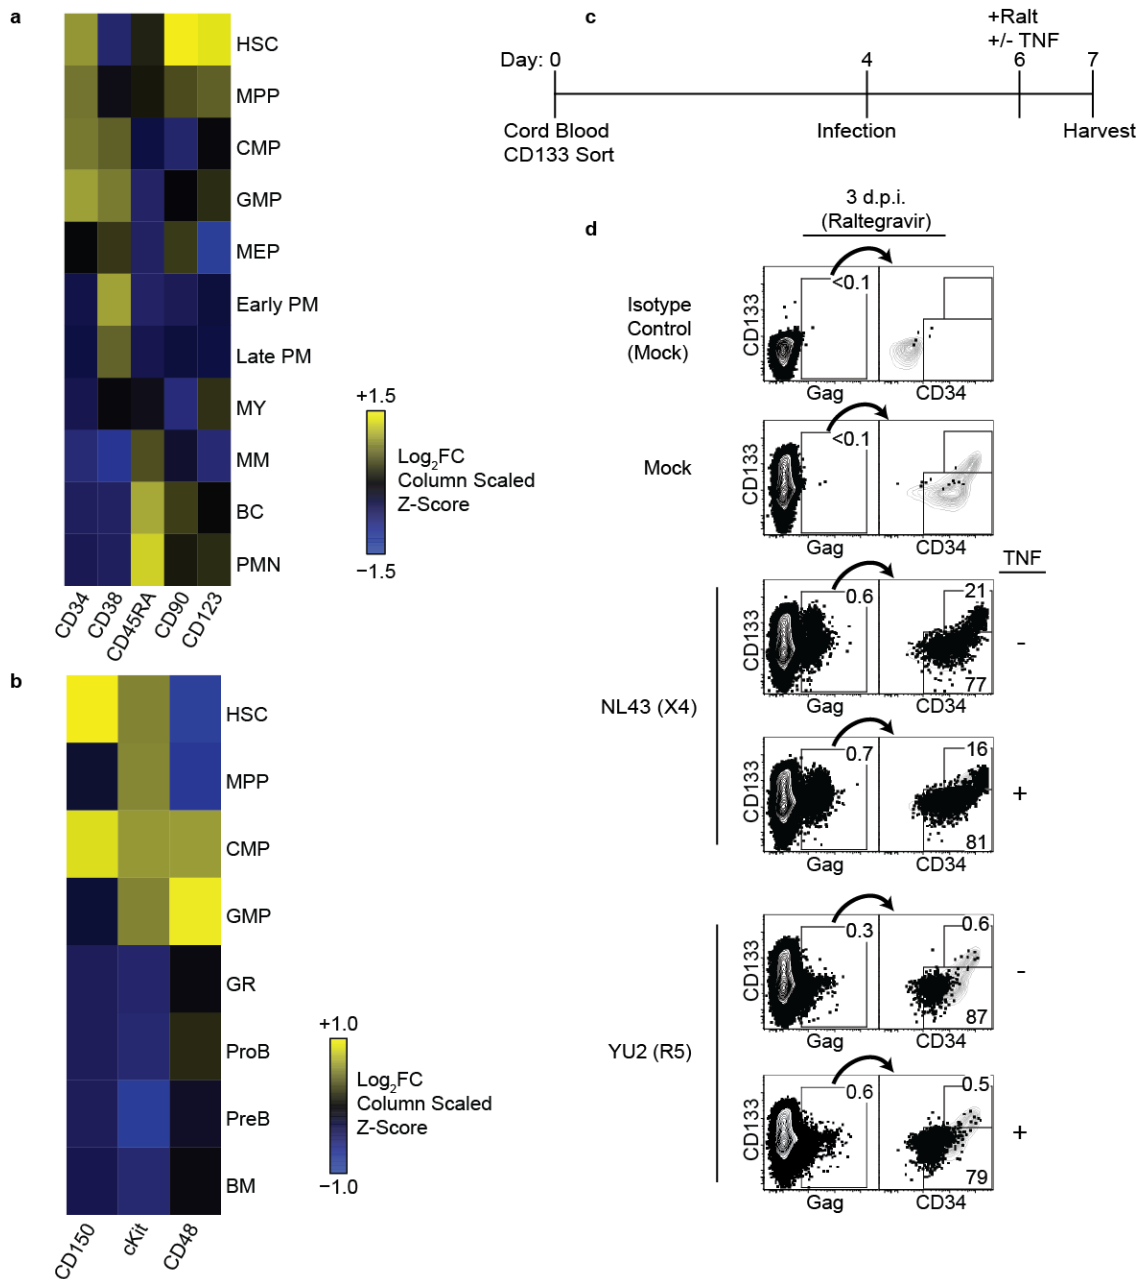 a
HSC
MPP
CMP
GMP
MEP
Early PM
Late PM
MY
MM
BC
PMN
CD34
CD38
CD45RA
CD90
CD123
+1.5
Log2FC
Column Scaled
Z-Score
−1.5
b
HSC
MPP
CMP
GMP
GR
ProB
PreB
BM
CD150
cKit
CD48
+1.0
Log2FC
Column Scaled
Z-Score
−1.0
c
+Ralt
+/- TNF
Day: 0
4
6
7
Cord Blood
CD133 Sort
Infection
Harvest
d
3 d.p.i.
(Raltegravir)
Isotype
Control
(Mock)
CD133
<0.1
Gag
CD34
Mock
CD133
<0.1
Gag
CD34
TNF
NL43 (X4)
CD133
0.6
21
77
Gag
CD34
-
CD133
0.7
16
81
Gag
CD34
+
YU2 (R5)
CD133
0.3
0.6
87
Gag
CD34
-
CD133
0.6
0.5
79
Gag
CD34
+